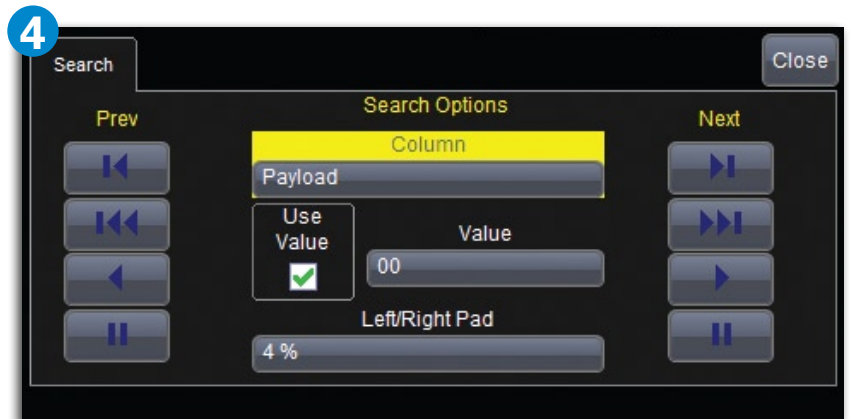 4
Search
Close
Prev
Search Options
Next
Column
Payload
Use
Value
Value
00
Left/Right Pad
4 %